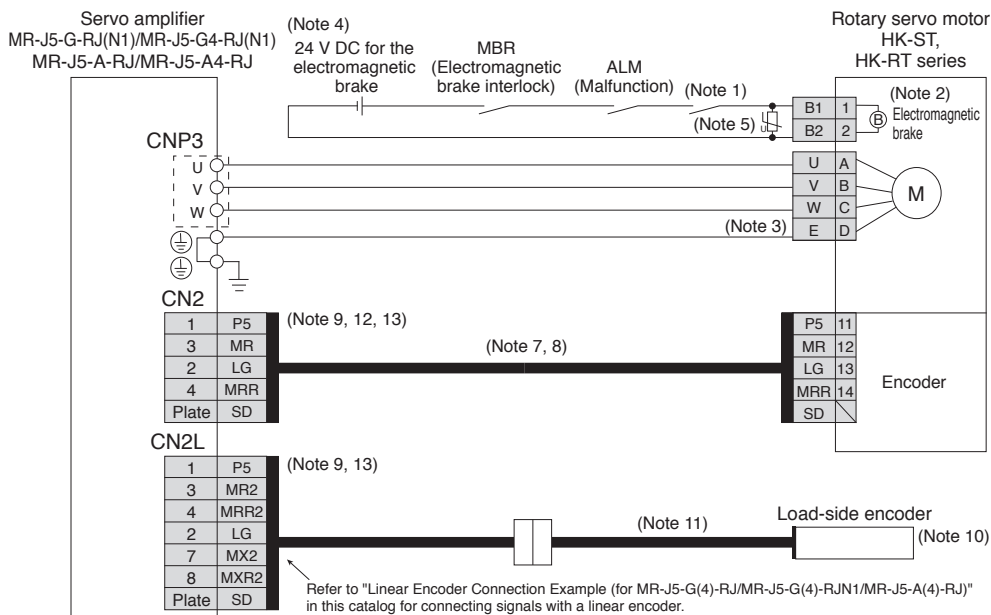 Servo amplifier
MR-J5-G-RJ(N1)/MR-J5-G4-RJ(N1)
MR-J5-A-RJ/MR-J5-A4-RJ
(Note 4)
24 V DC for the
electromagnetic
brake
MBR
(Electromagnetic
brake interlock)
ALM
(Malfunction)
(Note 1)
Rotary servo motor
HK-ST,
HK-RT series
(Note 2)
Electromagnetic
brake
B
(Note 5)
U
B1 1
B2 2
CNP3
U
V
W
U A
V B
W C
E D
M
(Note 3)
CN2
1 P5
3 MR
2 LG
4 MRR
Plate SD
(Note 9, 12, 13)
(Note 7, 8)
P5 11
MR 12
LG 13
MRR 14
SD
Encoder
CN2L
1 P5
3 MR2
4 MRR2
2 LG
7 MX2
8 MXR2
Plate SD
(Note 9, 13)
(Note 11)
Load-side encoder
(Note 10)
Refer to "Linear Encoder Connection Example (for MR-J5-G(4)-RJ/MR-J5-G(4)-RJN1/MR-J5-A(4)-RJ)"
in this catalog for connecting signals with a linear encoder.